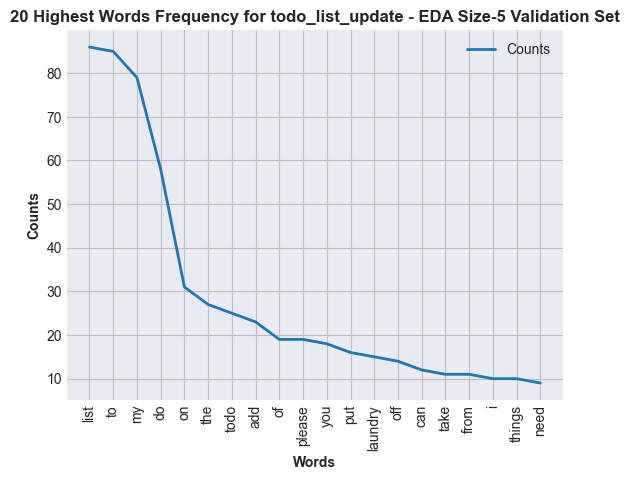 20 Highest Words Frequency for todo_list_update - EDA Size-5 Validation Set
Counts
80
70
60
50
40
30
20
10
Counts
list
to
my
do
on
the
todo
add
of
please
you
put
laundry
off
can
take
from
i
things
need
Words